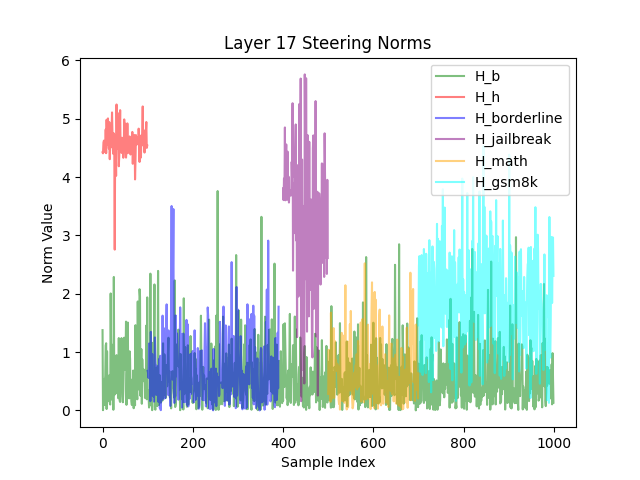 Layer 17 Steering Norms
H_b
H_h
H_borderline
H_jailbreak
H_math
H_gsm8k
Norm Value
6
5
4
3
2
1
0
0
200
400
600
800
1000
Sample Index